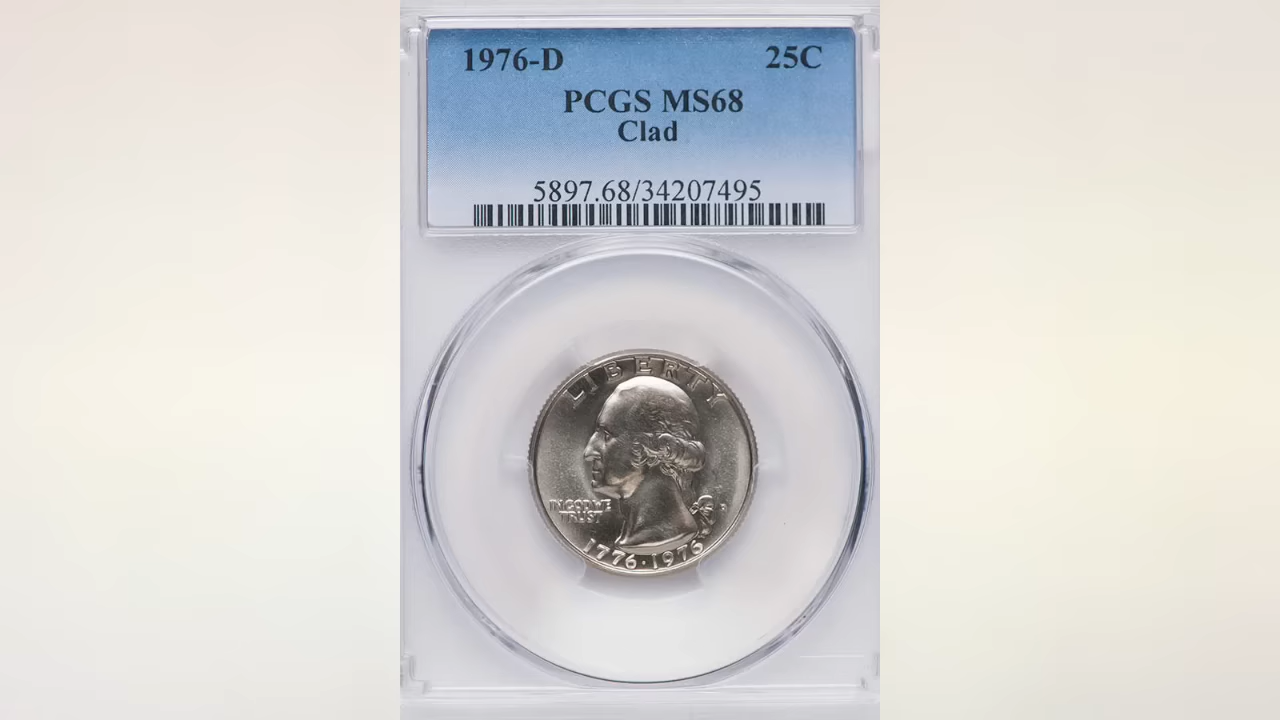 1976-D 25C
PCGS MS68
Clad
5897.68/34207495
LIBERTY
IN GOD WE
TRUST
D
1776·1976